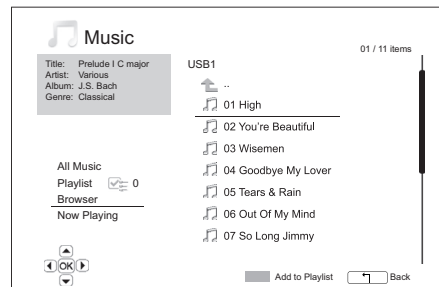 Music
01 / 11 items
Title: Prelude I C major
Artist: Various
Album: J.S. Bach
Genre: Classical
USB1
..
01 High
02 You're Beautiful
03 Wisemen
04 Goodbye My Lover
05 Tears & Rain
06 Out Of My Mind
07 So Long Jimmy
All Music
Playlist 0
Browser
Now Playing
OK
Add to Playlist
Back